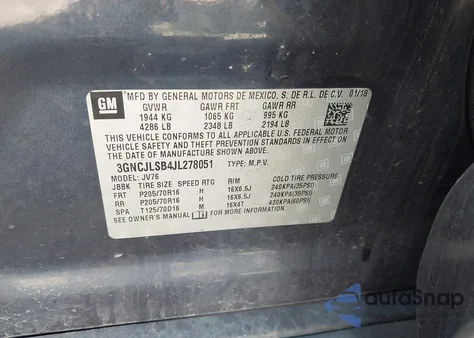 GM
MFD BY GENERAL MOTORS DE MEXICO, S. DE R.L. DE C.V. 01/18
GVWR GAWR FRT GAWR RR
1944 KG 1065 KG 995 KG
4286 LB 2348 LB 2194 LB
THIS VEHICLE CONFORMS TO ALL APPLICABLE U.S. FEDERAL MOTOR
VEHICLE SAFETY AND THEFT PREVENTION STANDARDS IN EFFECT ON
THE DATE OF MANUFACTURE SHOWN ABOVE.
3GNCJLSB4JL278051 TYPE: M.P.V.
MODEL: JV76
JBBK TIRE SIZE SPEED RTG RIM COLD TIRE PRESSURE
FRT P205/70R16 H 16X6.5J 240KPA(35PSI)
RR P205/70R16 H 16X6.5J 240KPA(35PSI)
SPA T125/70D16 M 16X4T 420KPA(60PSI)
SEE OWNER'S MANUAL FOR MORE INFORMATION.
autoSnap